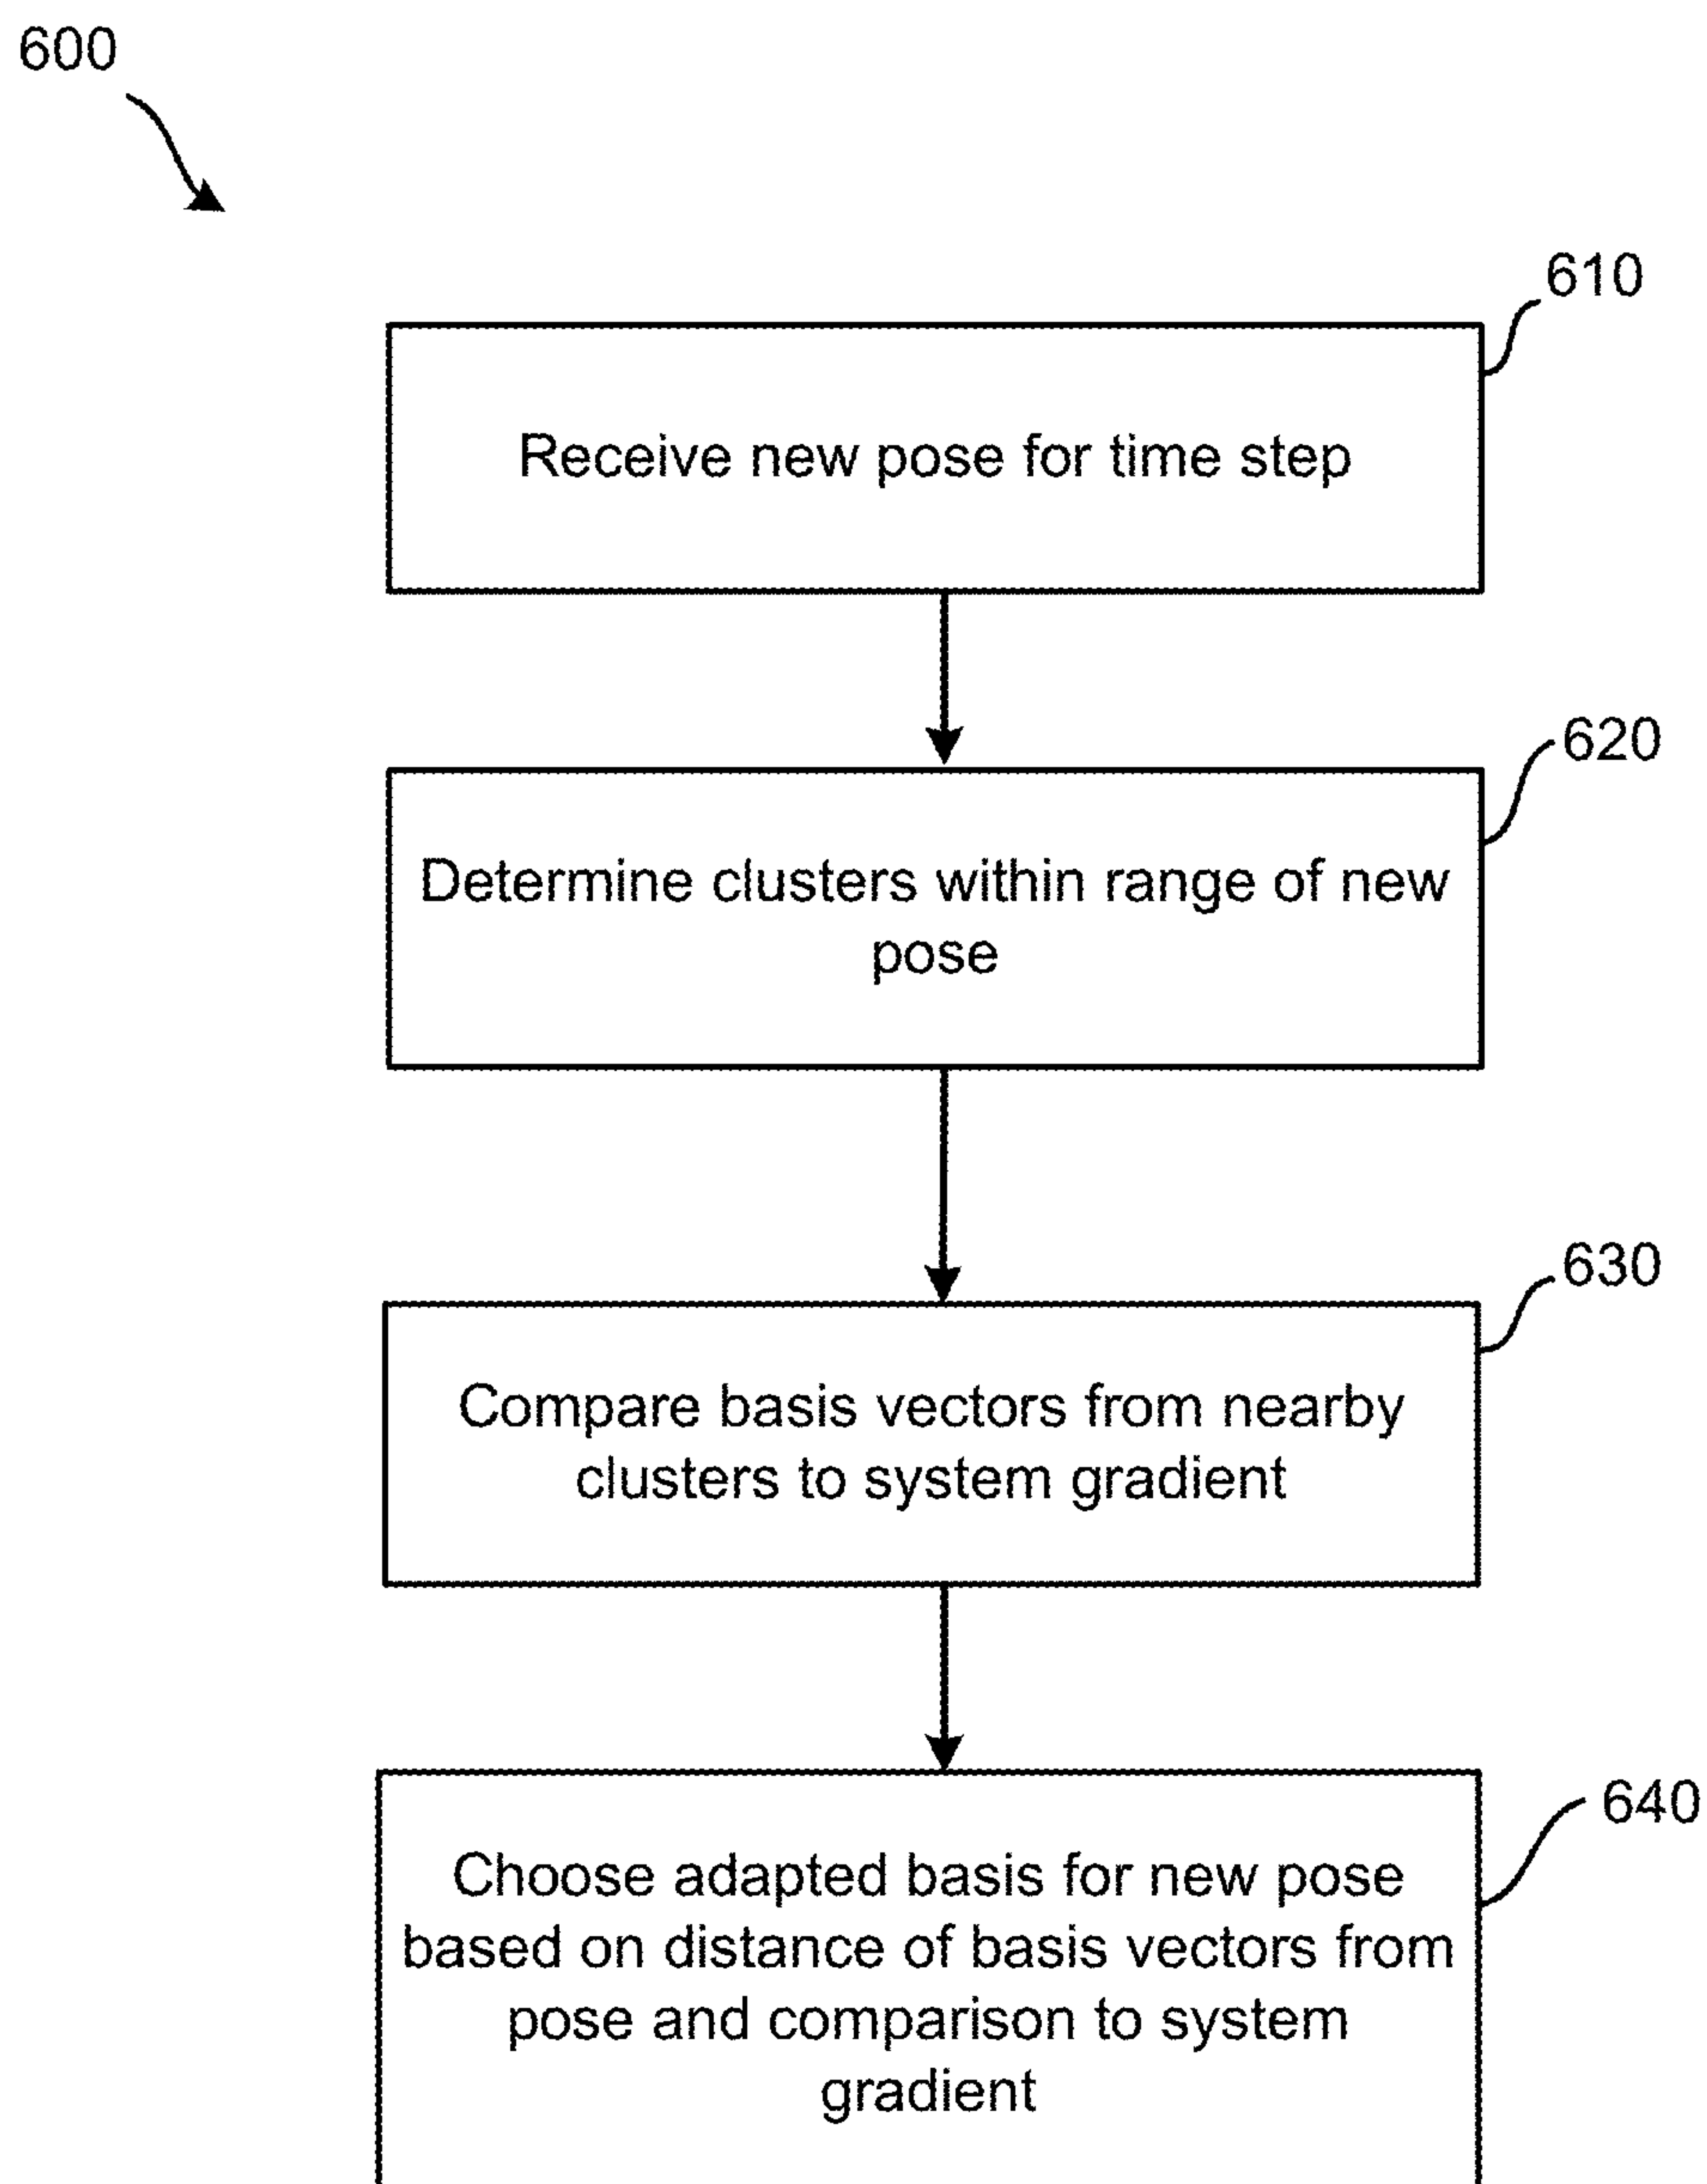 600
610
Receive new pose for time step
620
Determine clusters within range of new
pose
630
Compare basis vectors from nearby
clusters to system gradient
640
Choose adapted basis for new pose
based on distance of basis vectors from
pose and comparison to system
gradient